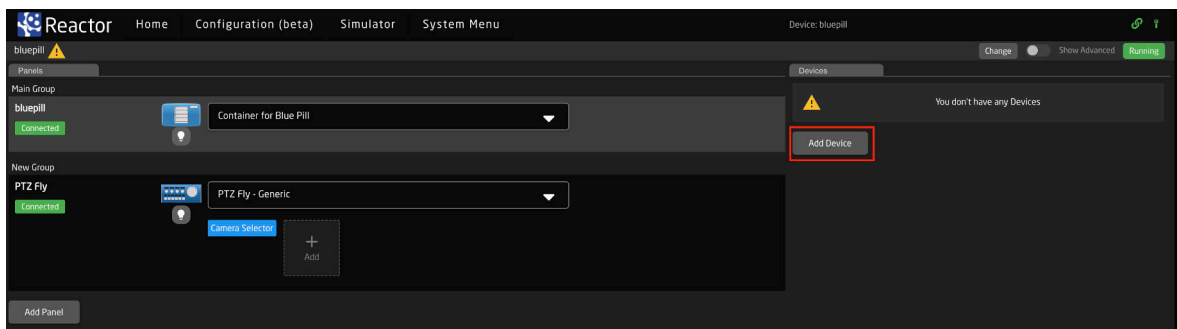 Reactor Home Configuration (beta) Simulator System Menu Device: bluepill
bluepill Change Show Advanced Running
Panels Devices
Main Group
bluepill
Connected
Container for Blue Pill
You don't have any Devices
Add Device
New Group
PTZ Fly
Connected
PTZ Fly - Generic
Camera Selector
+
Add
Add Panel